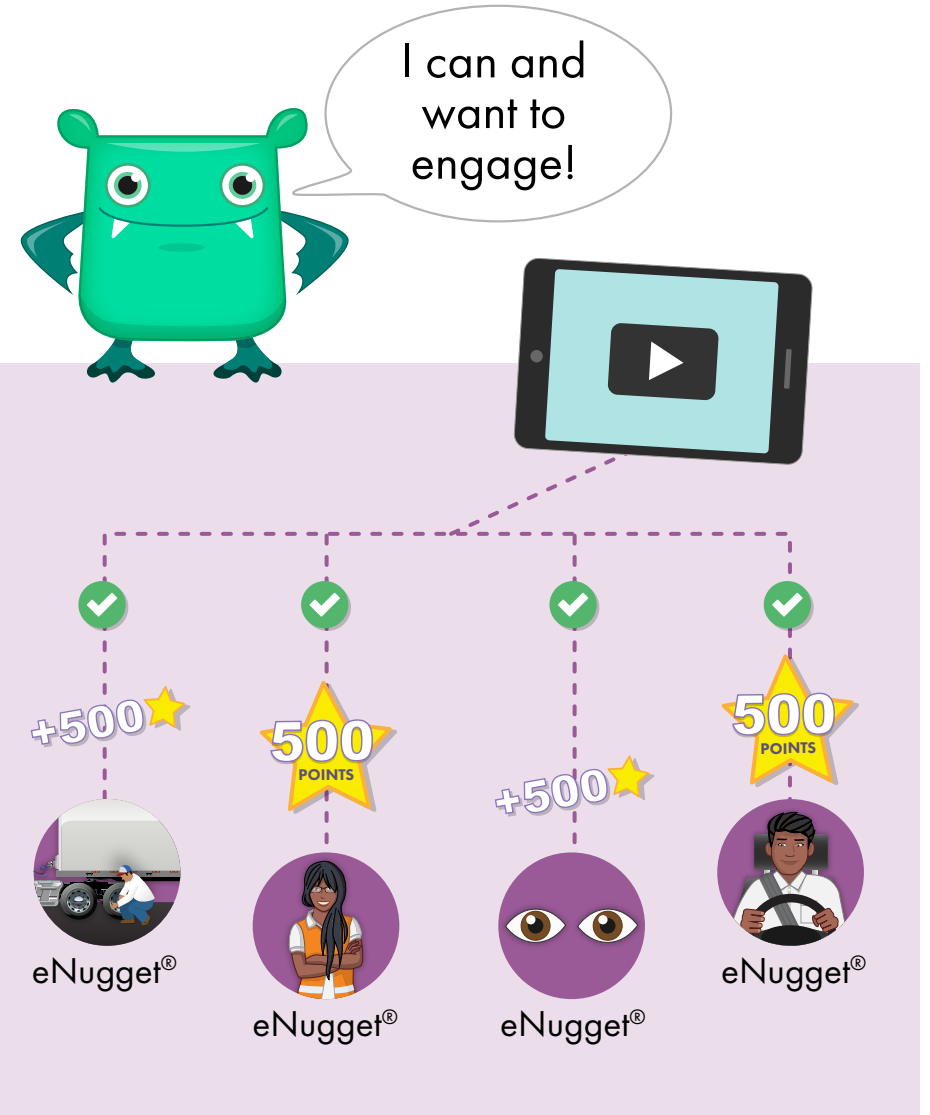 I can and
want to
engage!
+500
500
POINTS
+500
500
POINTS
eNugget®
eNugget®
eNugget®
eNugget®